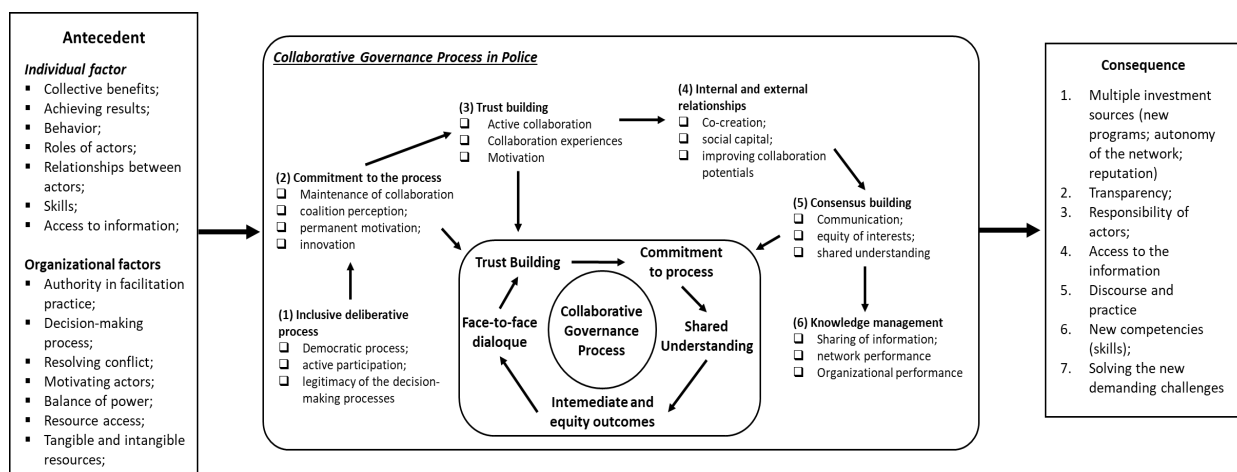 Antecedent
Individual factor
▪ Collective benefits;
▪ Achieving results;
▪ Behavior;
▪ Roles of actors;
▪ Relationships between
actors;
▪ Skills;
▪ Access to information;
Organizational factors
▪ Authority in facilitation
practice;
▪ Decision-making
process;
▪ Resolving conflict;
▪ Motivating actors;
▪ Balance of power;
▪ Resource access;
▪ Tangible and intangible
resources;
Collaborative Governance Process in Police
(1) Inclusive deliberative
process
❑ Democratic process;
❑ active participation;
❑ legitimacy of the decision-
making processes
(2) Commitment to the process
❑ Maintenance of collaboration
❑ coalition perception;
❑ permanent motivation;
❑ innovation
(3) Trust building
❑ Active collaboration
❑ Collaboration experiences
❑ Motivation
(4) Internal and external
relationships
❑ Co-creation;
❑ social capital;
❑ improving collaboration
potentials
(5) Consensus building
❑ Communication;
❑ equity of interests;
❑ shared understanding
(6) Knowledge management
❑ Sharing of information;
❑ network performance
❑ Organizational performance
Trust Building
Commitment
to process
Shared
Understanding
Intemediate and
equity outcomes
Face-to-face
dialogue
Collaborative
Governance
Process
Consequence
1. Multiple investment
sources (new
programs; autonomy
of the network;
reputation)
2. Transparency;
3. Responsibility of
actors;
4. Access to the
information
5. Discourse and
practice
6. New competencies
(skills);
7. Solving the new
demanding challenges